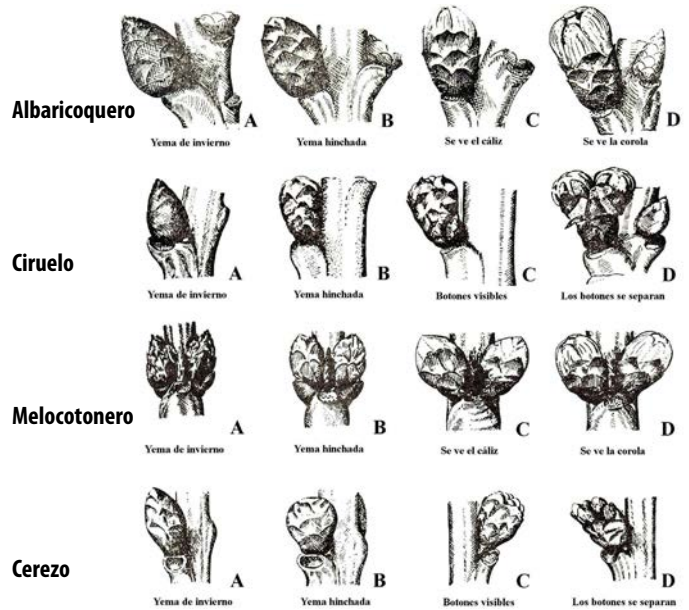 Albaricoquero
A B C D
Yema de invierno Yema hinchada Se ve el cáliz Se ve la corola
Ciruelo
A B C D
Yema de invierno Yema hinchada Botones visibles Los botones se separan
Melocotonero
A B C D
Yema de invierno Yema hinchada Se ve el cáliz Se ve la corola
Cerezo
A B C D
Yema de invierno Yema hinchada Botones visibles Los botones se separan